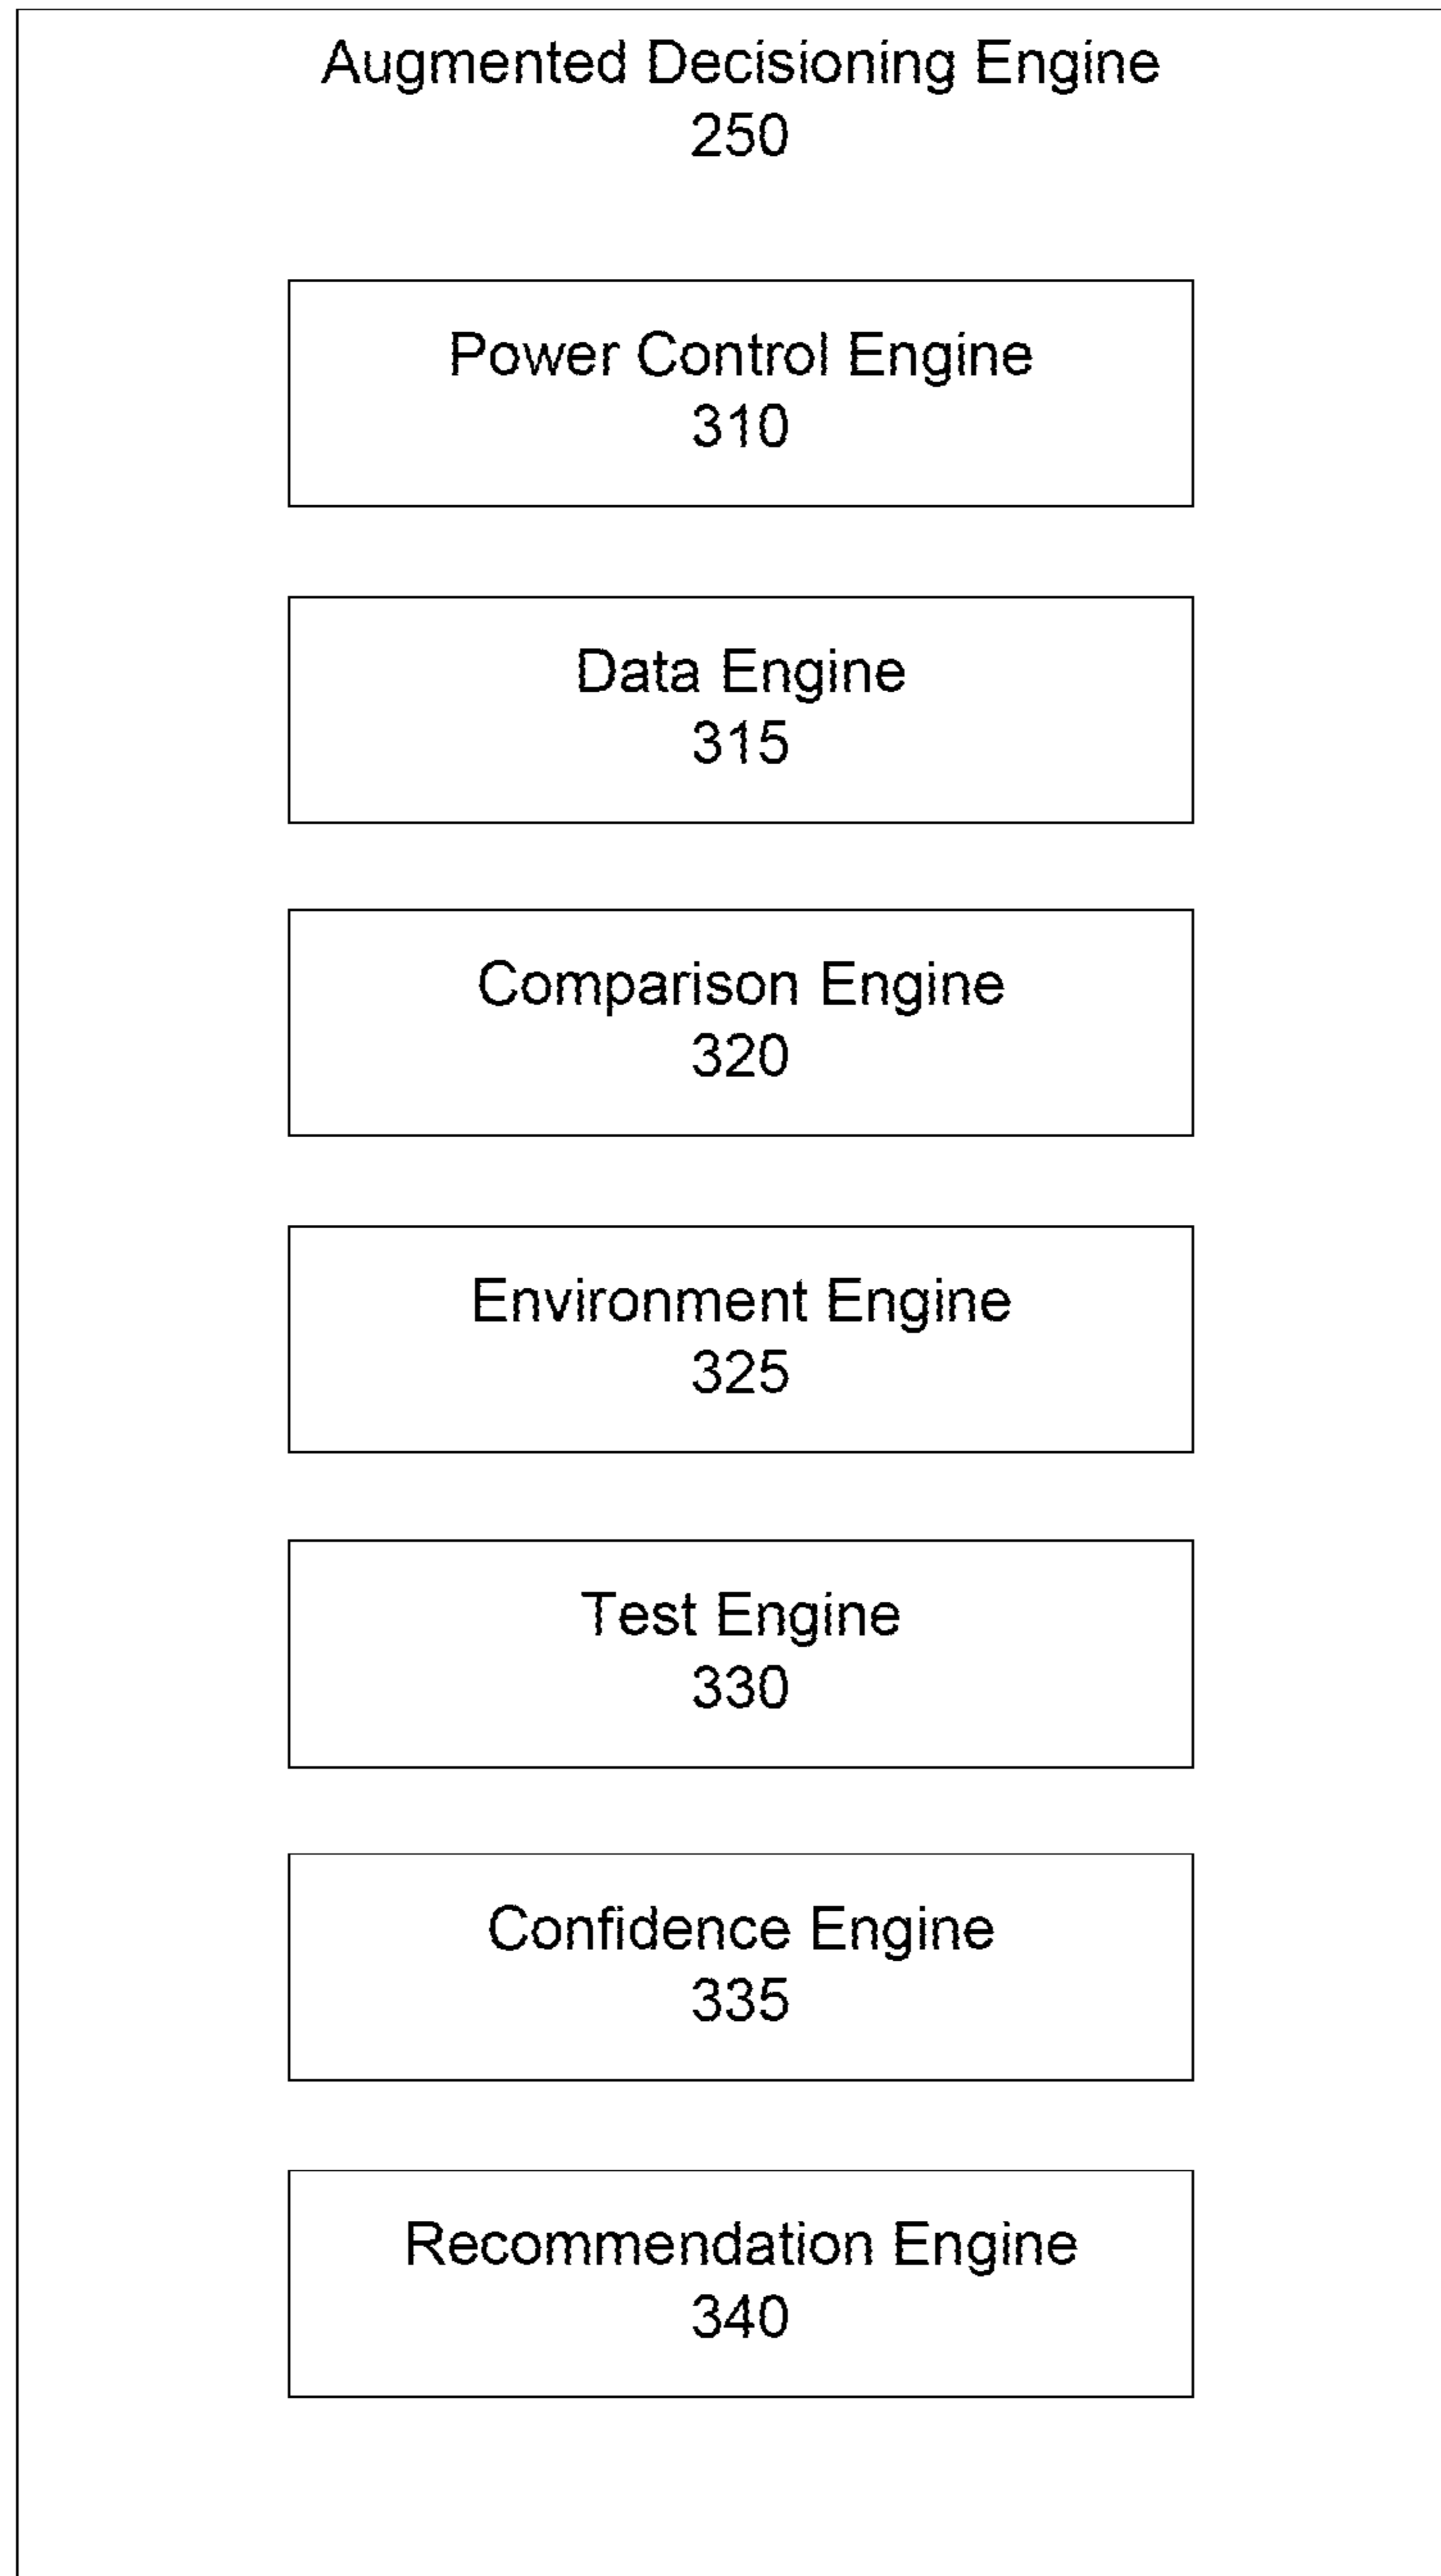 Augmented Decisioning Engine
250
Power Control Engine
310
Data Engine
315
Comparison Engine
320
Environment Engine
325
Test Engine
330
Confidence Engine
335
Recommendation Engine
340